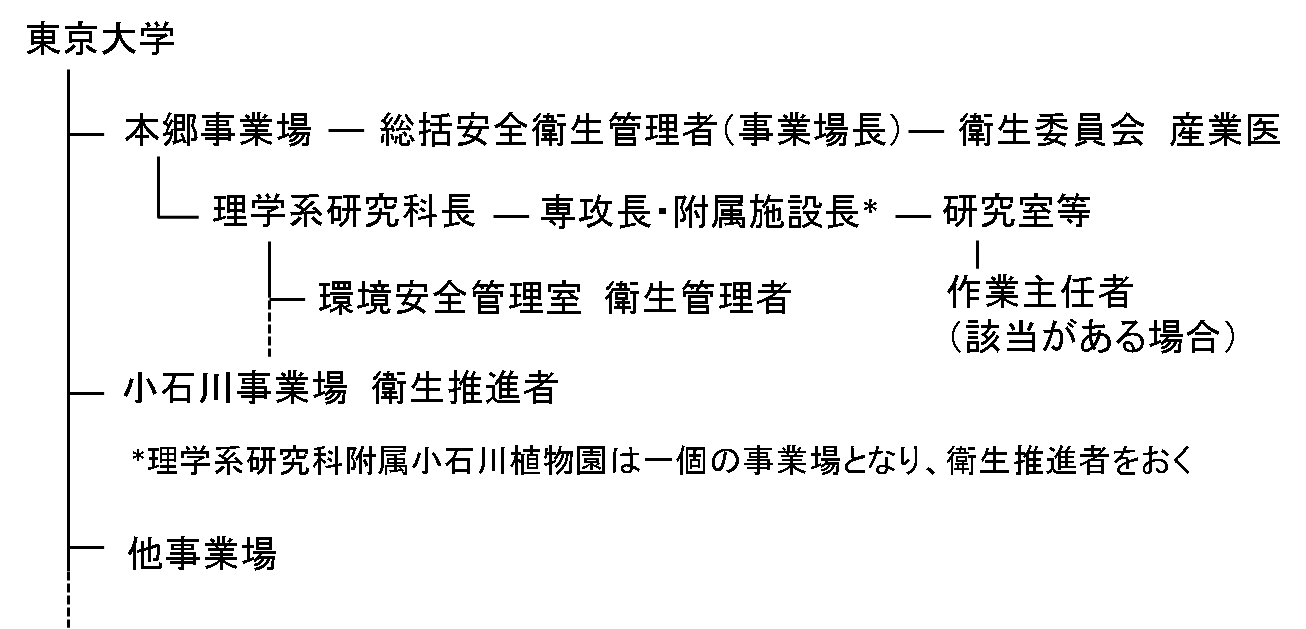 東京大学
本郷事業場 — 総括安全衛生管理者(事業場長) — 衛生委員会 産業医
理学系研究科長 — 専攻長・附属施設長* — 研究室等
環境安全管理室 衛生管理者
作業主任者
(該当がある場合)
小石川事業場 衛生推進者
*理学系研究科附属小石川植物園は一個の事業場となり、衛生推進者をおく
他事業場